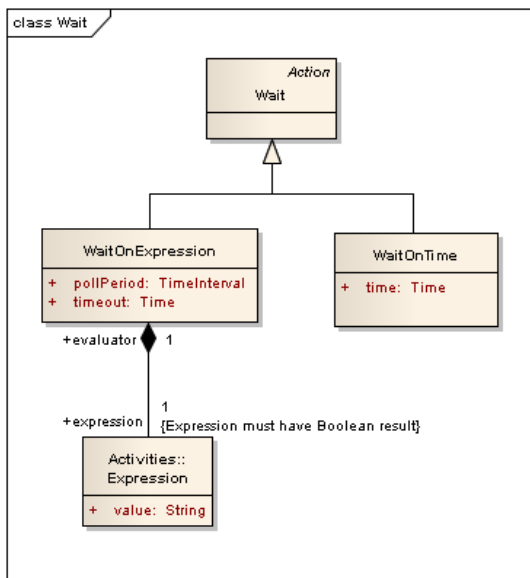 class Wait
Action
Wait
WaitOnExpression
+ pollPeriod: TimeInterval
+ timeout: Time
WaitOnTime
+ time: Time
+evaluator 1
1
+expression {Expression must have Boolean result}
Activities::
Expression
+ value: String